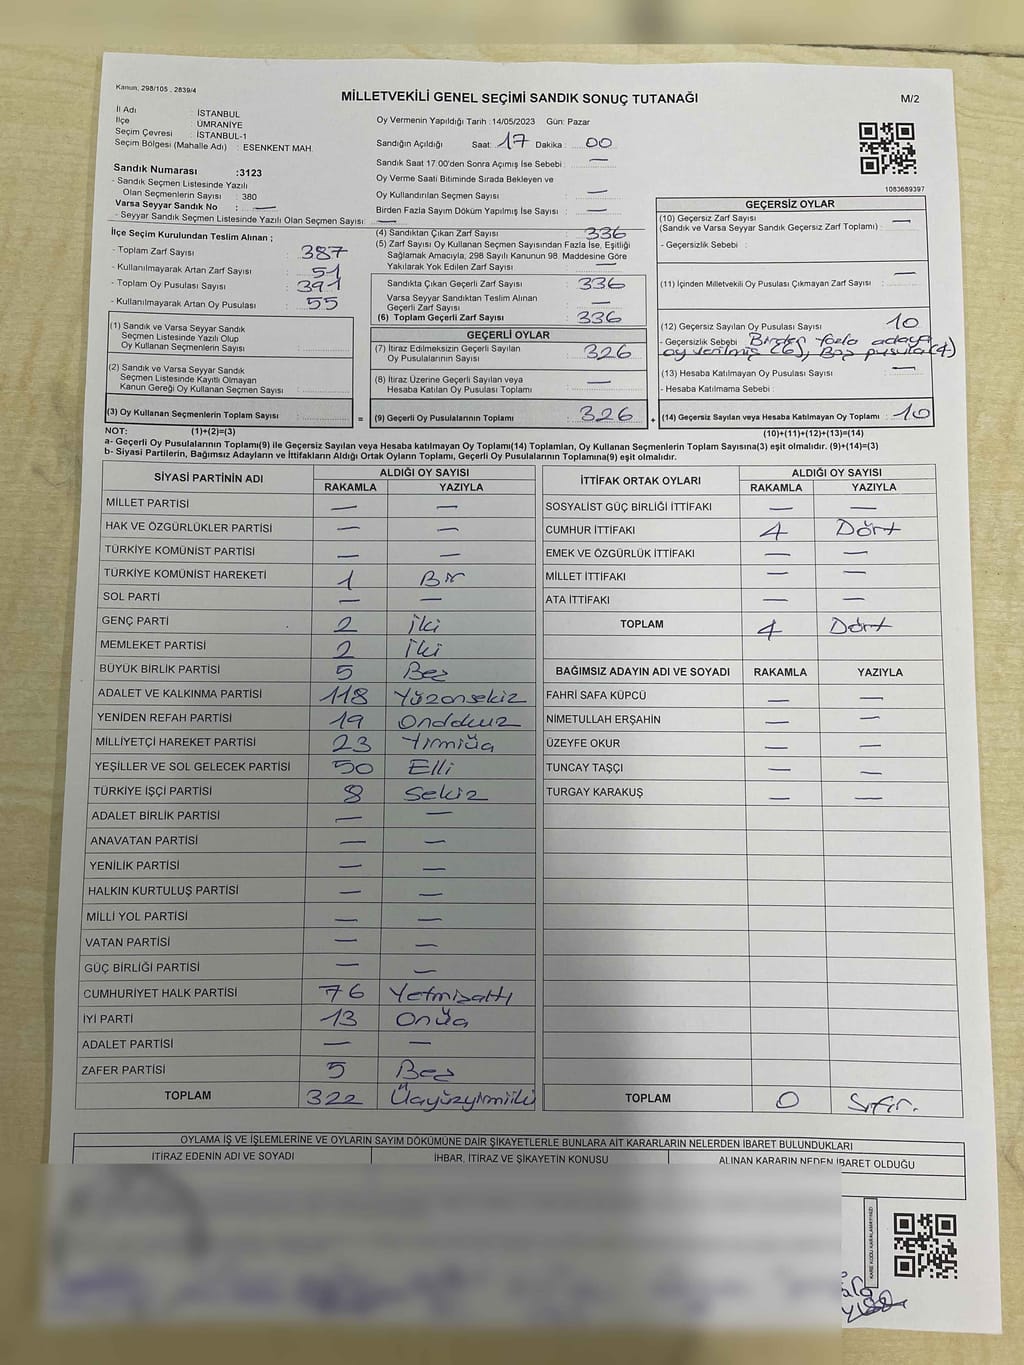 Kanun, 298/105 , 2839/4
MİLLETVEKİLİ GENEL SEÇİMİ SANDIK SONUÇ TUTANAĞI
M/2
İl Adı : İSTANBUL
İlçe : ÜMRANİYE
Seçim Çevresi : İSTANBUL-1
Seçim Bölgesi (Mahalle Adı) : ESENKENT MAH.
Sandık Numarası :3123
- Sandık Seçmen Listesinde Yazılı
Olan Seçmenlerin Sayısı : 380
Varsa Seyyar Sandık No : —
- Seyyar Sandık Seçmen Listesinde Yazılı Olan Seçmen Sayısı: —
İlçe Seçim Kurulundan Teslim Alınan ;
- Toplam Zarf Sayısı : 387
- Kullanılmayarak Artan Zarf Sayısı : 51
- Toplam Oy Pusulası Sayısı : 391
- Kullanılmayarak Artan Oy Pusulası : 55
(1) Sandık ve Varsa Seyyar Sandık
Seçmen Listesinde Yazılı Olup
Oy Kullanan Seçmenlerin Sayısı :
(2) Sandık ve Varsa Seyyar Sandık
Seçmen Listesinde Kayıtlı Olmayan
Kanun Gereği Oy Kullanan Seçmen Sayısı :
(3) Oy Kullanan Seçmenlerin Toplam Sayısı :
Oy Vermenin Yapıldığı Tarih :14/05/2023 Gün: Pazar
Sandığın Açıldığı Saat: 17 Dakika : 00
Sandık Saat 17.00'den Sonra Açımış İse Sebebi : —
Oy Verme Saati Bitiminde Sırada Bekleyen ve
Oy Kullandırılan Seçmen Sayısı : —
Birden Fazla Sayım Döküm Yapılmış İse Sayısı : —
(4) Sandıktan Çıkan Zarf Sayısı : 336
(5) Zarf Sayısı Oy Kullanan Seçmen Sayısından Fazla İse, Eşitliği
Sağlamak Amacıyla, 298 Sayılı Kanunun 98. Maddesine Göre
Yakılarak Yok Edilen Zarf Sayısı : —
Sandıkta Çıkan Geçerli Zarf Sayısı : 336
Varsa Seyyar Sandıktan Teslim Alınan
Geçerli Zarf Sayısı : —
(6) Toplam Geçerli Zarf Sayısı : 336
GEÇERLİ OYLAR
(7) İtiraz Edilmeksizin Geçerli Sayılan
Oy Pusulalarının Sayısı : 326
(8) İtiraz Üzerine Geçerli Sayılan veya
Hesaba Katılan Oy Pusulası Toplamı : —
= (9) Geçerli Oy Pusulalarının Toplamı : 326 +
1083689397
GEÇERSİZ OYLAR
(10) Geçersiz Zarf Sayısı : —
(Sandık ve Varsa Seyyar Sandık Geçersiz Zarf Toplamı)
- Geçersizlik Sebebi :
(11) İçinden Milletvekili Oy Pusulası Çıkmayan Zarf Sayısı: —
(12) Geçersiz Sayılan Oy Pusulası Sayısı : 10
- Geçersizlik Sebebi Birden fazla adaya
oy verilmiş (6), Boş pusula (4)
(13) Hesaba Katılmayan Oy Pusulası Sayısı : —
- Hesaba Katılmama Sebebi :
(14) Geçersiz Sayılan veya Hesaba Katılmayan Oy Toplamı : 10
NOT: (1)+(2)=(3)
(10)+(11)+(12)+(13)=(14)
a- Geçerli Oy Pusulalarının Toplamı(9) ile Geçersiz Sayılan veya Hesaba katılmayan Oy Toplamı(14) Toplamları, Oy Kullanan Seçmenlerin Toplam Sayısına(3) eşit olmalıdır. (9)+(14)=(3)
b- Siyasi Partilerin, Bağımsız Adayların ve İttifakların Aldığı Ortak Oyların Toplamı, Geçerli Oy Pusulalarının Toplamına(9) eşit olmalıdır.
SİYASİ PARTİNİN ADI
ALDIĞI OY SAYISI
RAKAMLA YAZIYLA
MİLLET PARTİSİ — —
HAK VE ÖZGÜRLÜKLER PARTİSİ — —
TÜRKİYE KOMÜNİST PARTİSİ — —
TÜRKİYE KOMÜNİST HAREKETİ 1 Bir
SOL PARTİ — —
GENÇ PARTİ 2 İki
MEMLEKET PARTİSİ 2 İki
BÜYÜK BİRLİK PARTİSİ 5 Beş
ADALET VE KALKINMA PARTİSİ 118 Yüzonsekiz
YENİDEN REFAH PARTİSİ 19 Ondokuz
MİLLİYETÇİ HAREKET PARTİSİ 23 Yirmiüç
YEŞİLLER VE SOL GELECEK PARTİSİ 50 Elli
TÜRKİYE İŞÇİ PARTİSİ 8 Sekiz
ADALET BİRLİK PARTİSİ — —
ANAVATAN PARTİSİ — —
YENİLİK PARTİSİ — —
HALKIN KURTULUŞ PARTİSİ — —
MİLLİ YOL PARTİSİ — —
VATAN PARTİSİ — —
GÜÇ BİRLİĞİ PARTİSİ — —
CUMHURİYET HALK PARTİSİ 76 Yetmişaltı
İYİ PARTİ 13 Onüç
ADALET PARTİSİ — —
ZAFER PARTİSİ 5 Beş
TOPLAM 322 Üçyüzyirmiiki
İTTİFAK ORTAK OYLARI
ALDIĞI OY SAYISI
RAKAMLA YAZIYLA
SOSYALİST GÜÇ BİRLİĞİ İTTİFAKI — —
CUMHUR İTTİFAKI 4 Dört
EMEK VE ÖZGÜRLÜK İTTİFAKI — —
MİLLET İTTİFAKI — —
ATA İTTİFAKI — —
TOPLAM 4 Dört
BAĞIMSIZ ADAYIN ADI VE SOYADI RAKAMLA YAZIYLA
FAHRİ SAFA KÜPCÜ — —
NİMETULLAH ERŞAHİN — —
ÜZEYFE OKUR — —
TUNCAY TAŞÇI — —
TURGAY KARAKUŞ — —
TOPLAM 0 Sıfır.
OYLAMA İŞ VE İŞLEMLERİNE VE OYLARIN SAYIM DÖKÜMÜNE DAİR ŞİKAYETLERLE BUNLARA AİT KARARLARIN NELERDEN İBARET BULUNDUKLARI
İTİRAZ EDENİN ADI VE SOYADI İHBAR, İTİRAZ VE ŞİKAYETİN KONUSU ALINAN KARARIN NEDEN İBARET OLDUĞU
KARE KODU KARALAMAYINIZ!